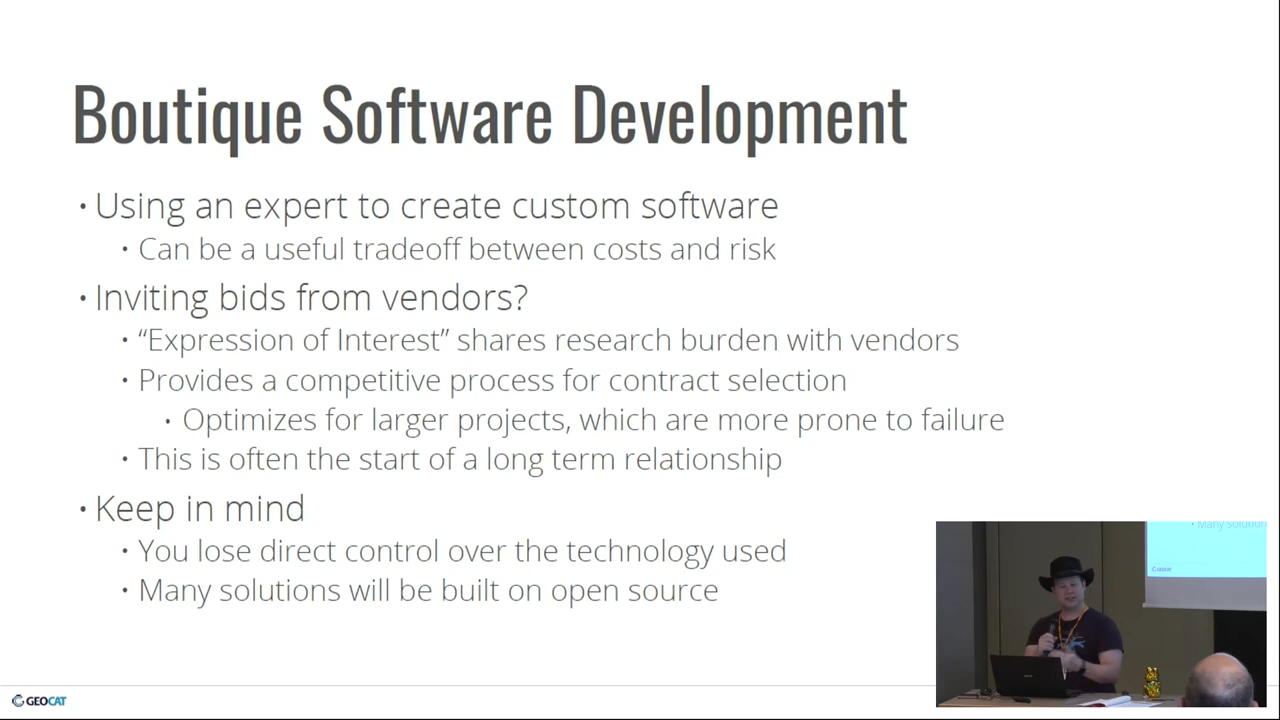 Boutique Software Development
• Using an expert to create custom software
• Can be a useful tradeoff between costs and risk
• Inviting bids from vendors?
• “Expression of Interest” shares research burden with vendors
• Provides a competitive process for contract selection
• Optimizes for larger projects, which are more prone to failure
• This is often the start of a long term relationship
• Keep in mind
• You lose direct control over the technology used
• Many solutions will be built on open source
• Many solution
GEOCAT